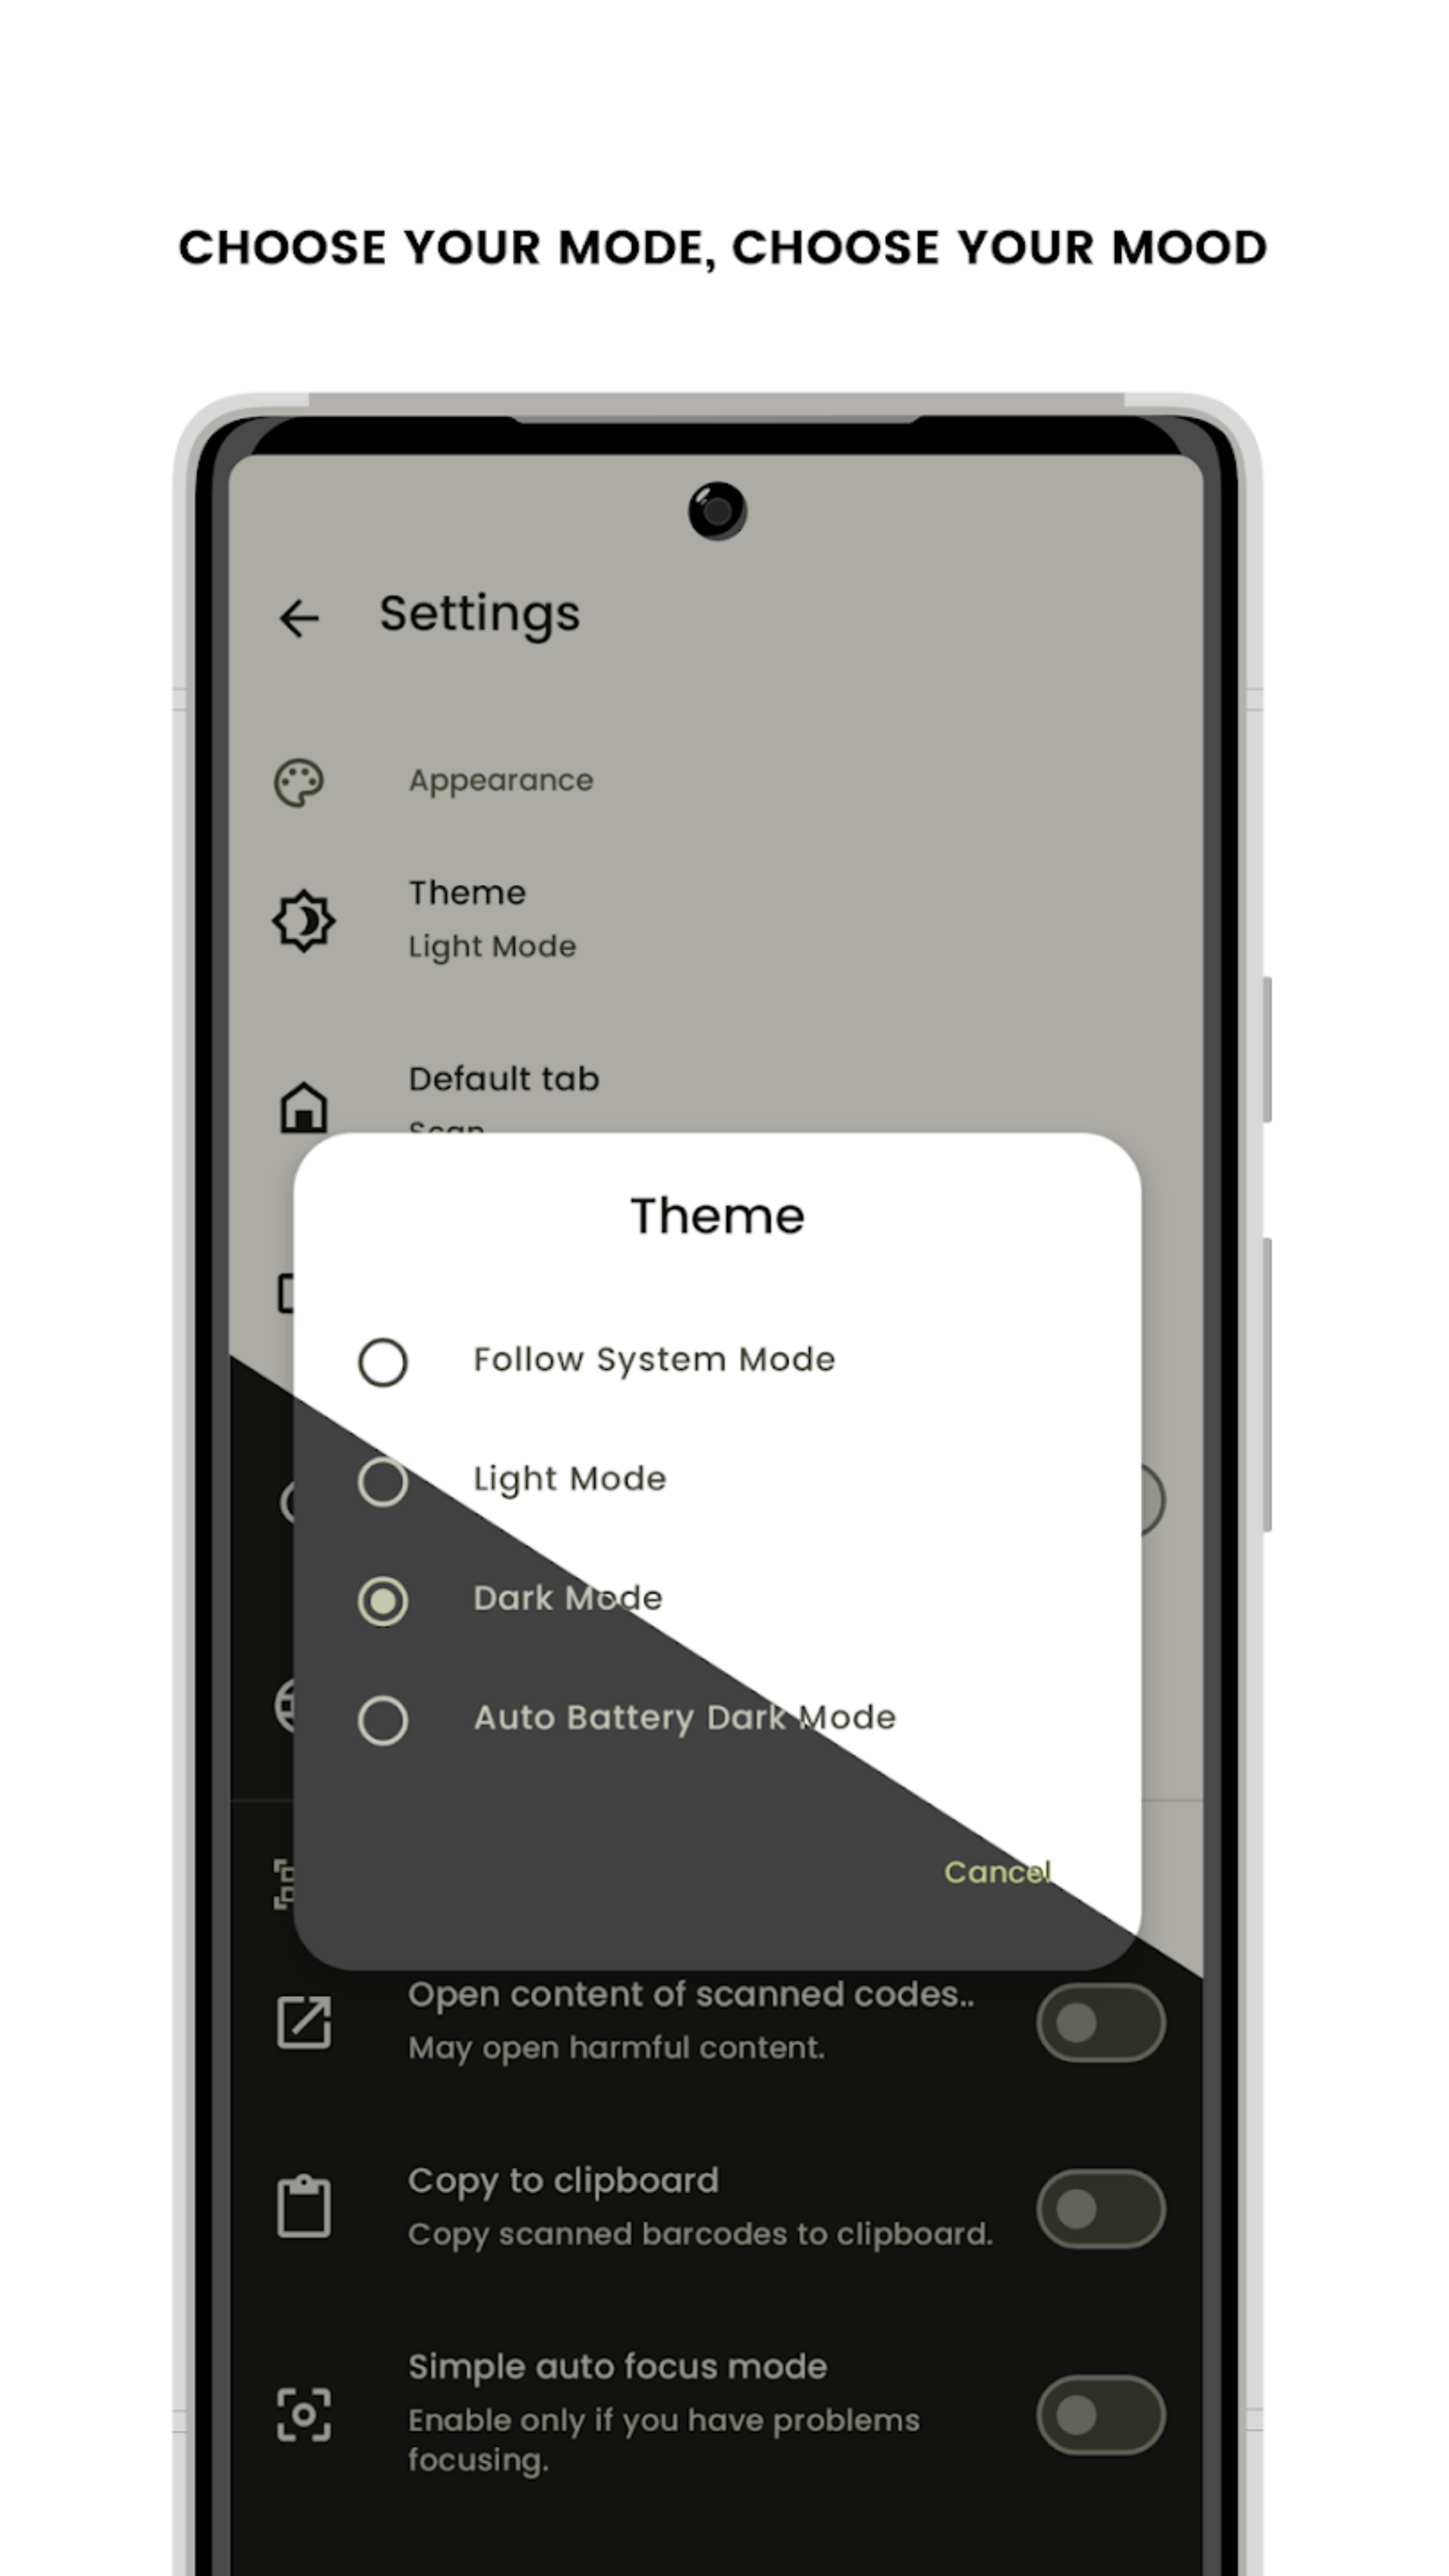 CHOOSE YOUR MODE, CHOOSE YOUR MOOD
Settings
Appearance
Theme
Light Mode
Default tab
Scan
Theme
Follow System Mode
Light Mode
Dark Mode
Auto Battery Dark Mode
Cancel
Open content of scanned codes..
May open harmful content.
Copy to clipboard
Copy scanned barcodes to clipboard.
Simple auto focus mode
Enable only if you have problems
focusing.